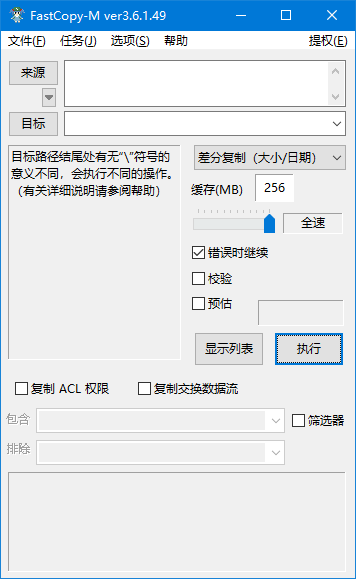 FastCopy-M ver3.6.1.49
文件(F) 任务(J) 选项(S) 帮助 提权(E)
来源
目标
目标路径结尾处有无"\"符号的
意义不同，会执行不同的操作。
（有关详细说明请参阅帮助）
差分复制（大小/日期）
缓存(MB) 256
全速
错误时继续
校验
预估
显示列表 执行
复制 ACL 权限 复制交换数据流
包含 筛选器
排除